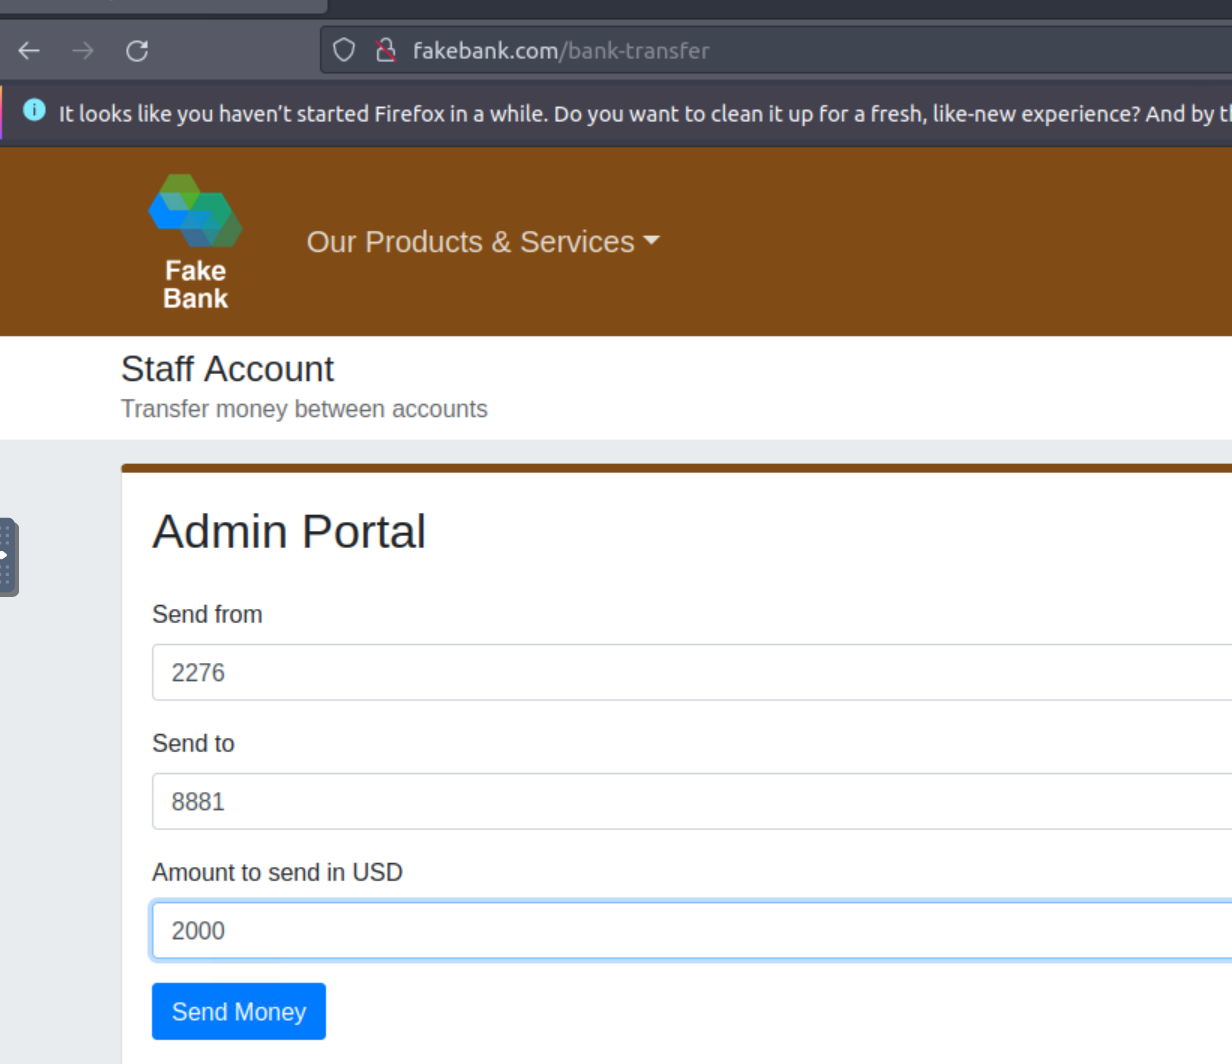 fakebank.com/bank-transfer
It looks like you haven’t started Firefox in a while. Do you want to clean it up for a fresh, like-new experience? And by
Our Products & Services
Fake
Bank
Staff Account
Transfer money between accounts
Admin Portal
Send from
2276
Send to
8881
Amount to send in USD
2000
Send Money